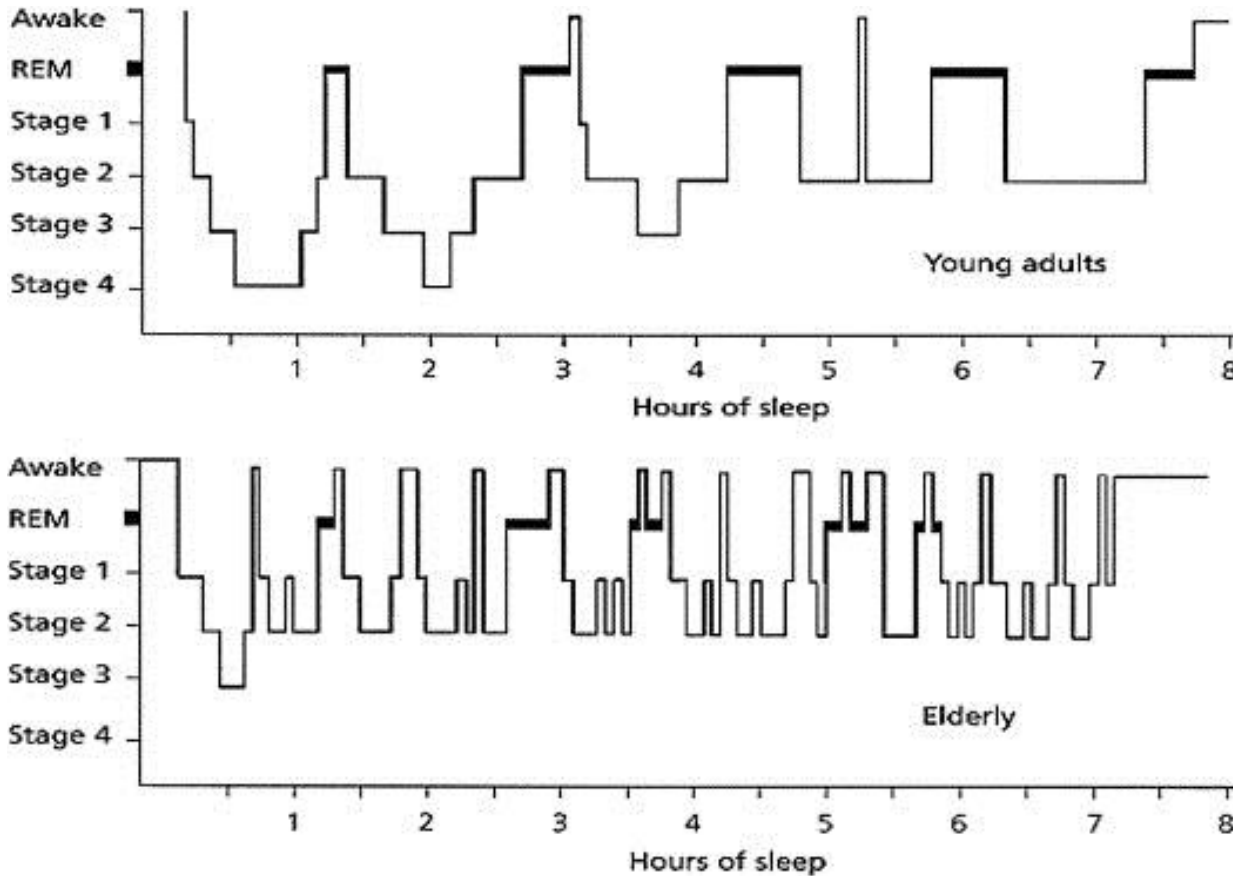 Awake
REM
Stage 1
Stage 2
Stage 3
Stage 4
Young adults
1 2 3 4 5 6 7 8
Hours of sleep
Awake
REM
Stage 1
Stage 2
Stage 3
Stage 4
Elderly
1 2 3 4 5 6 7 8
Hours of sleep